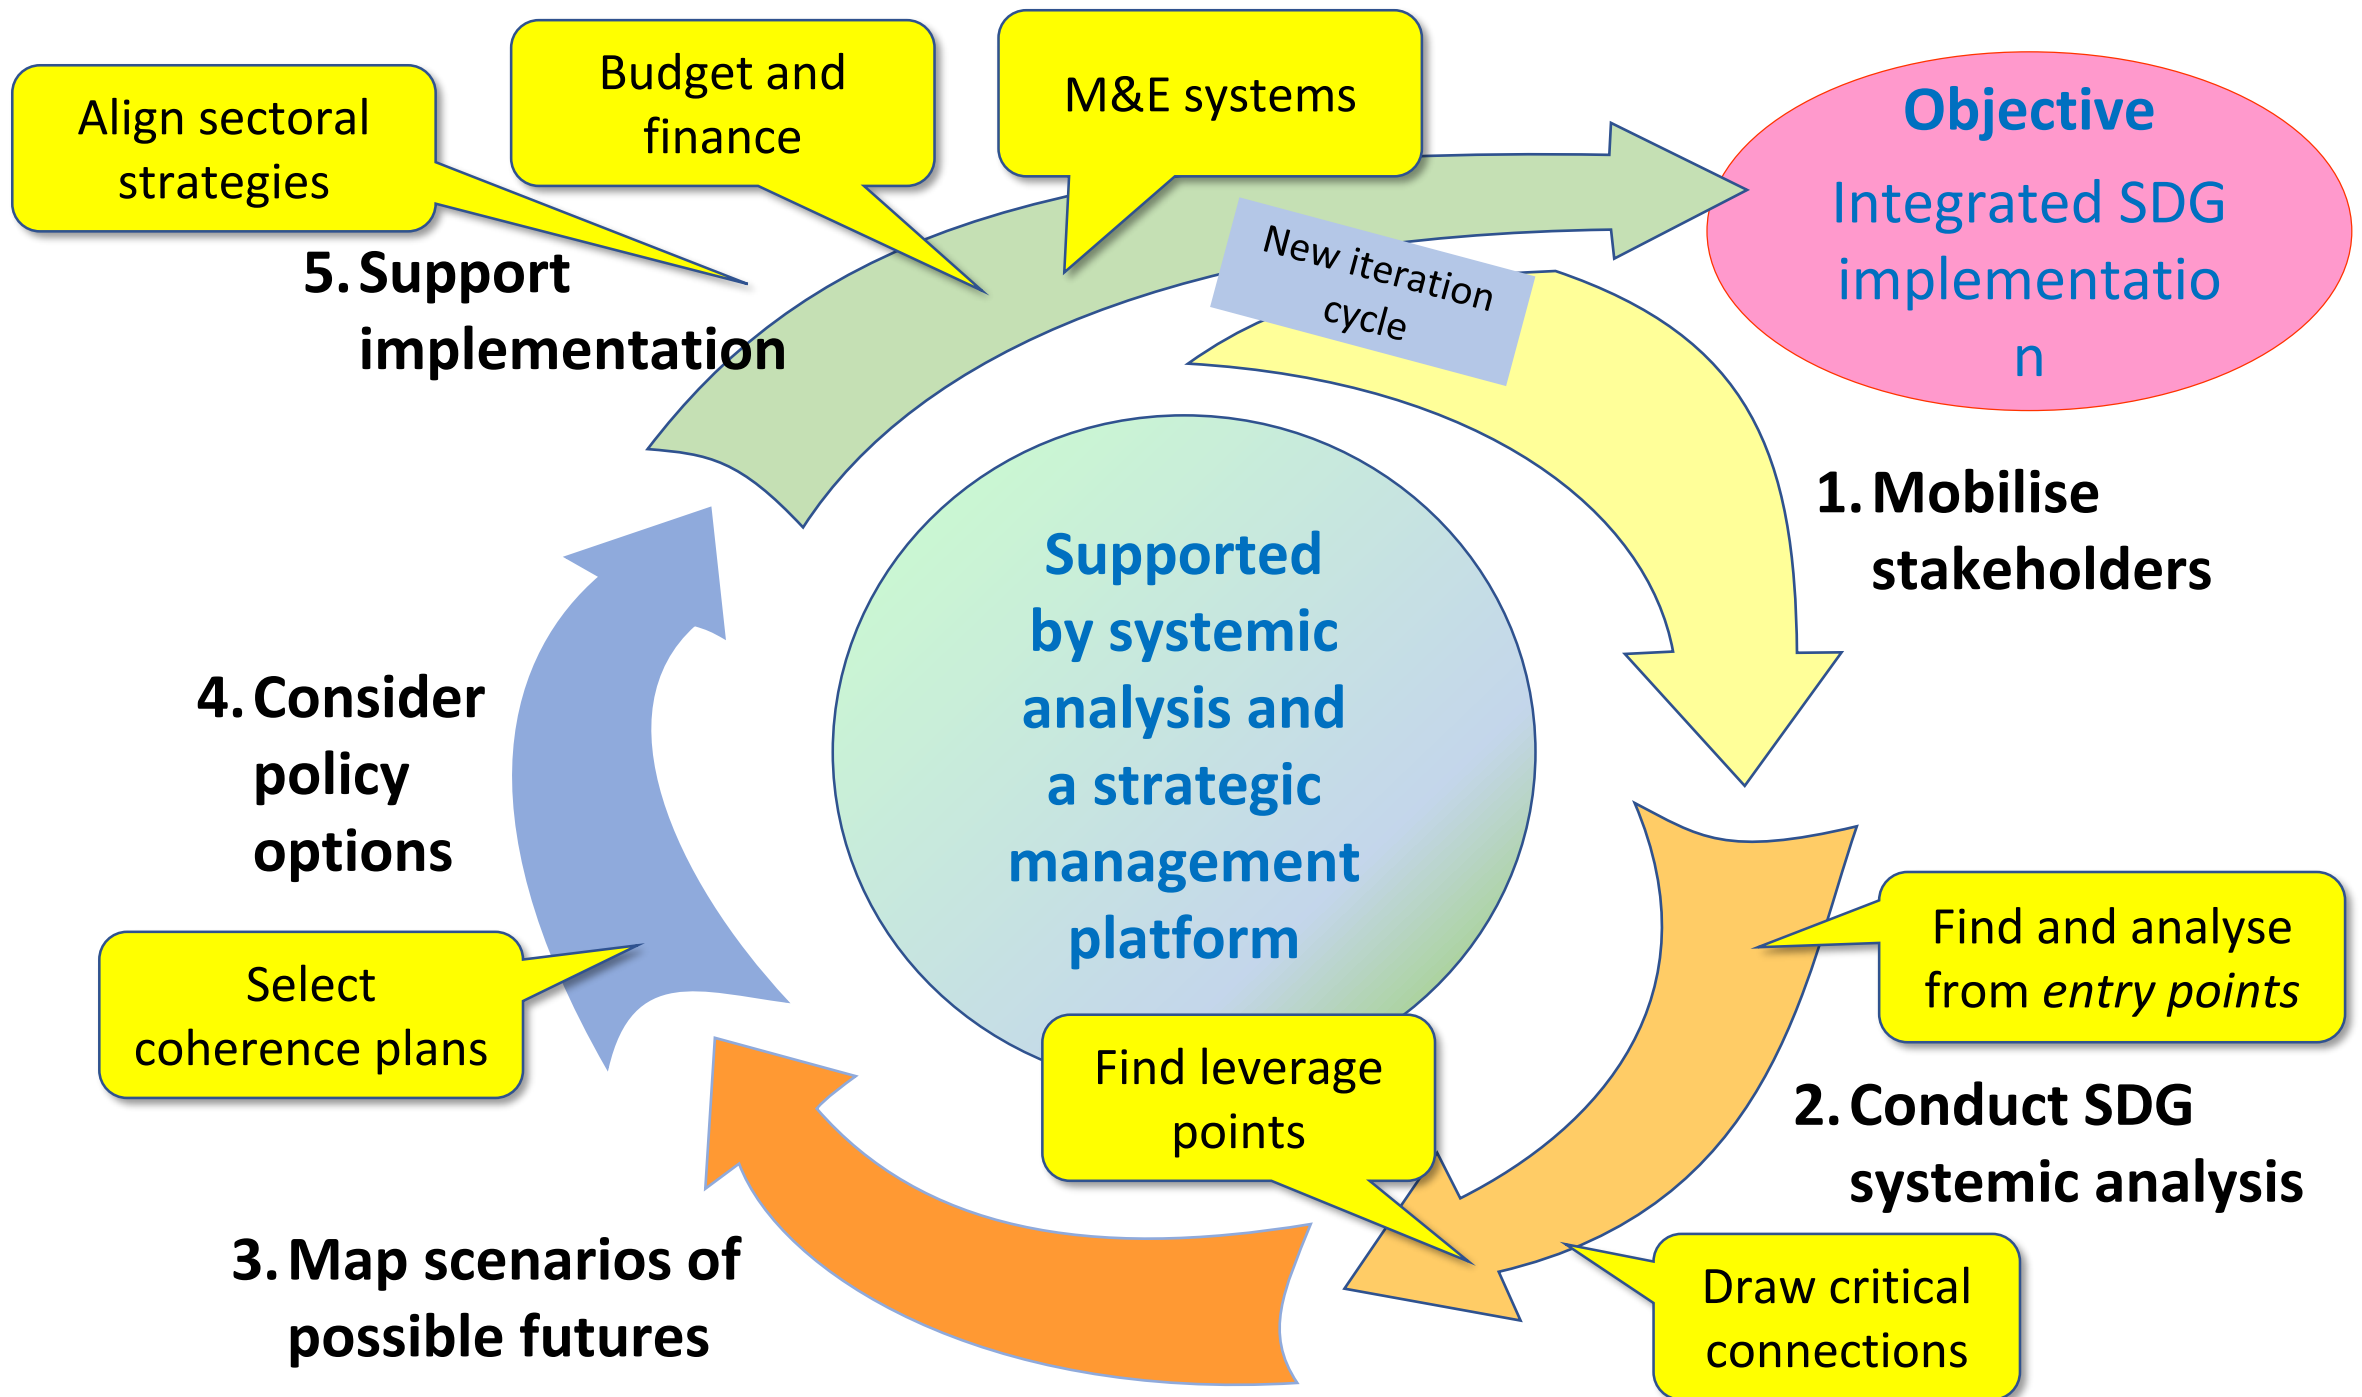 Align sectoral
strategies
Budget and
finance
M&E systems
Objective
Integrated SDG
implementatio
n
New iteration
cycle
5. Support
implementation
1. Mobilise
stakeholders
Supported
by systemic
analysis and
a strategic
management
platform
4. Consider
policy
options
Select
coherence plans
Find and analyse
from entry points
Find leverage
points
2. Conduct SDG
systemic analysis
Draw critical
connections
3. Map scenarios of
possible futures